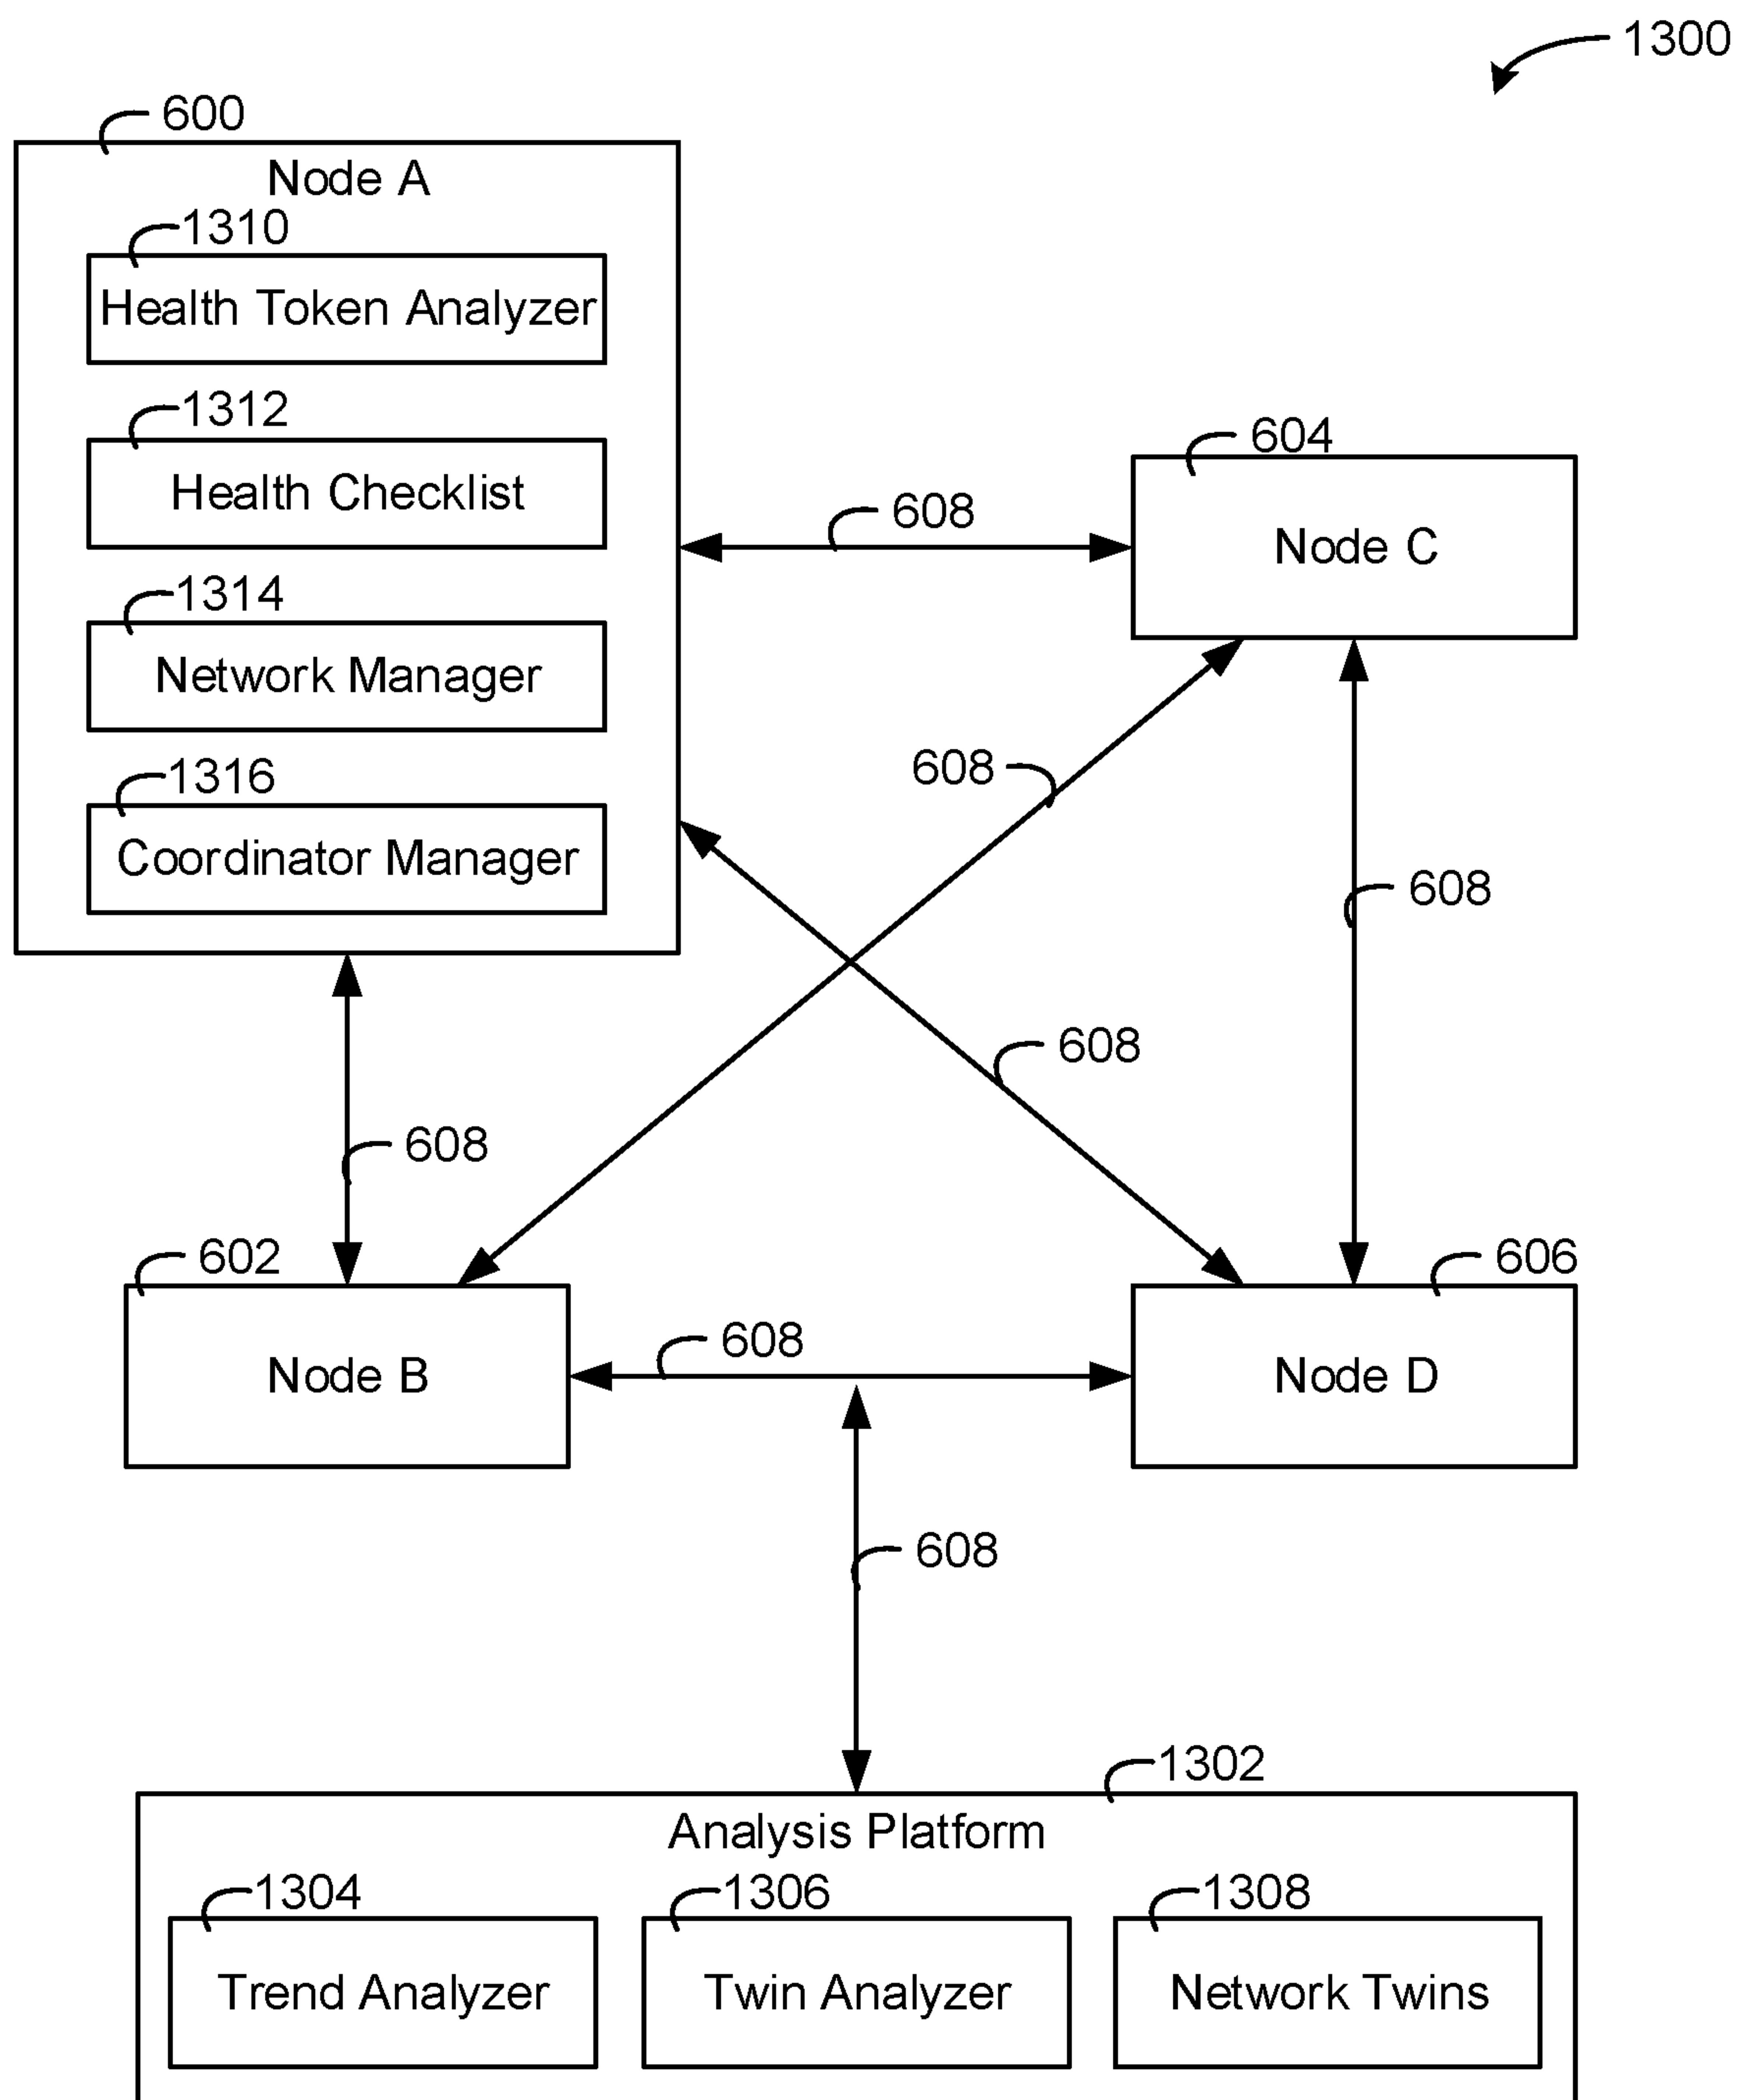 1300
600
Node A
1310
Health Token Analyzer
1312
Health Checklist
1314
Network Manager
1316
Coordinator Manager
604
Node C
608
608
608
608
608
602
Node B
606
Node D
608
608
1302
Analysis Platform
1304
Trend Analyzer
1306
Twin Analyzer
1308
Network Twins